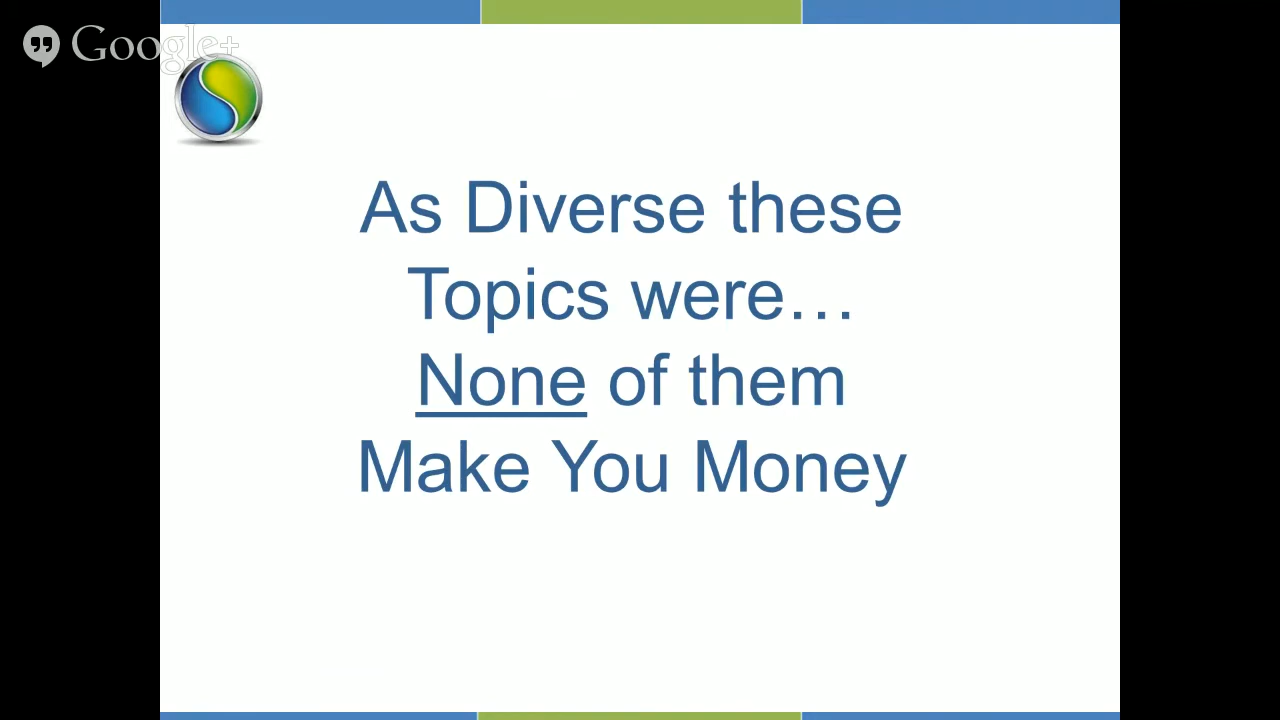 Google+
As Diverse these
Topics were…
None of them
Make You Money